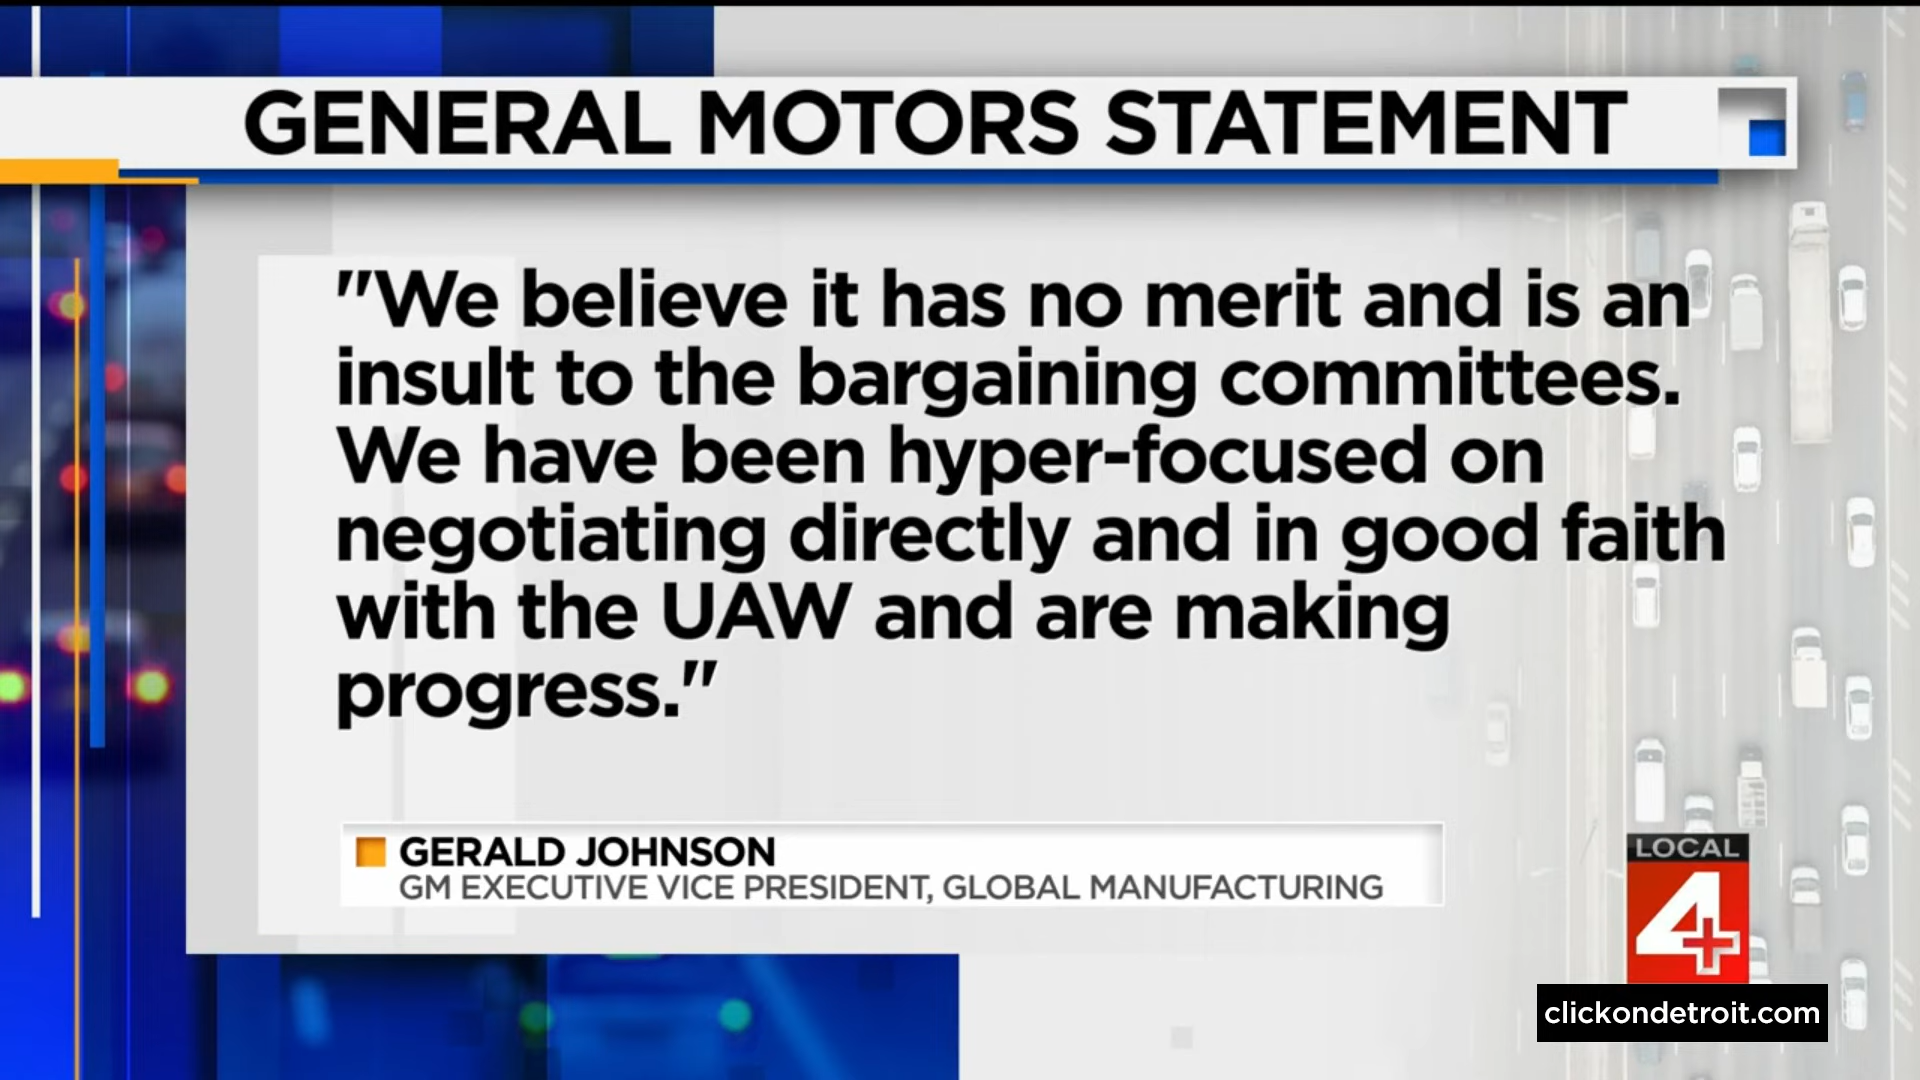 GENERAL MOTORS STATEMENT
"We believe it has no merit and is an
insult to the bargaining committees.
We have been hyper-focused on
negotiating directly and in good faith
with the UAW and are making
progress."
GERALD JOHNSON
GM EXECUTIVE VICE PRESIDENT, GLOBAL MANUFACTURING
LOCAL
4+
clickondetroit.com